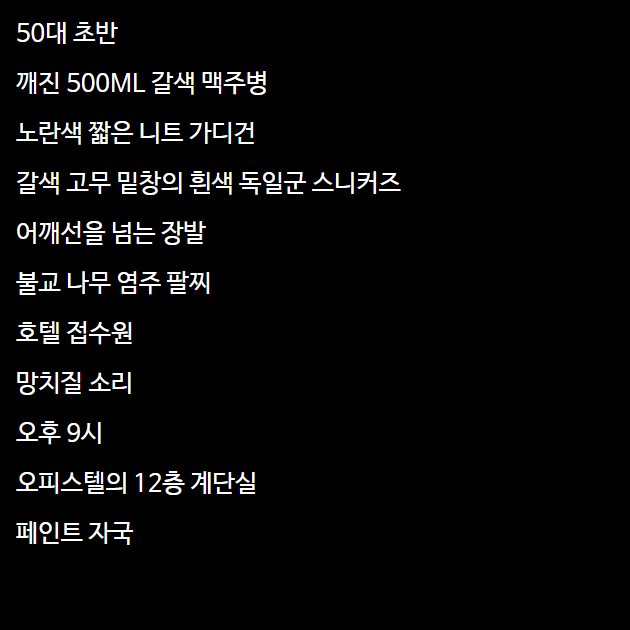 50대 초반
깨진 500ML 갈색 맥주병
노란색 짧은 니트 가디건
갈색 고무 밑창의 흰색 독일군 스니커즈
어깨선을 넘는 장발
불교 나무 염주 팔찌
호텔 접수원
망치질 소리
오후 9시
오피스텔의 12층 계단실
페인트 자국